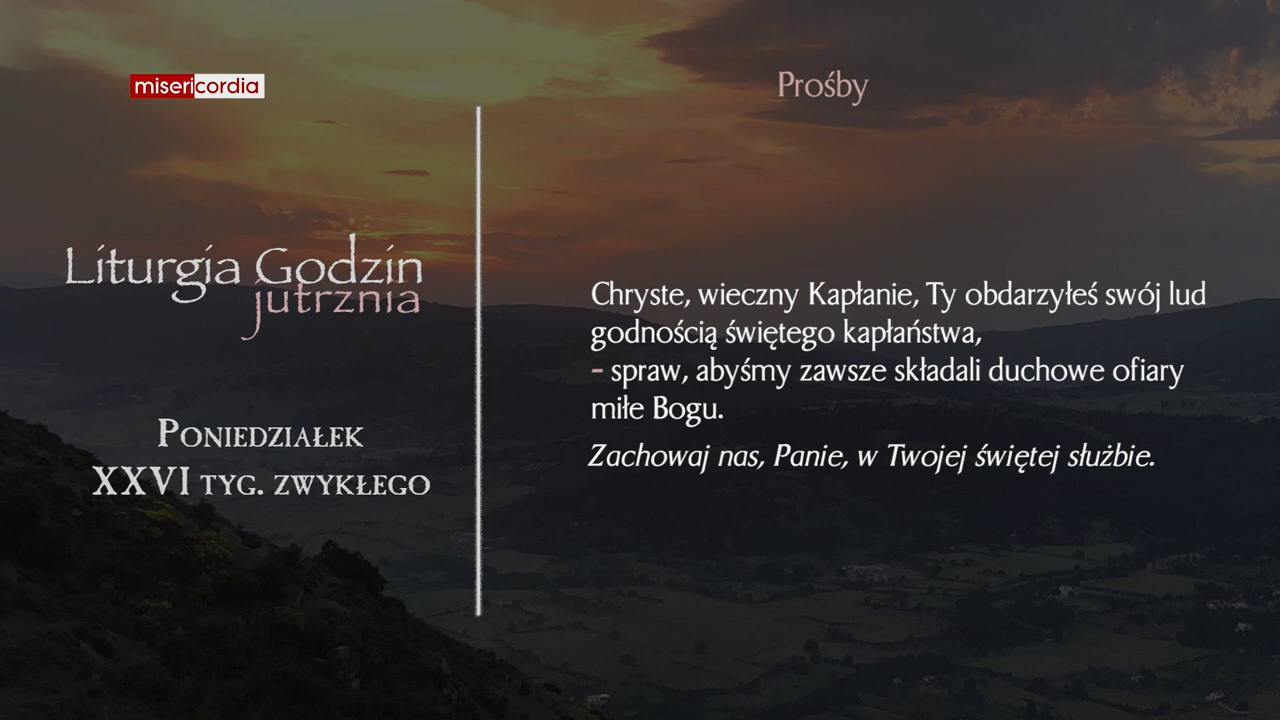 misericordia
Liturgia Godzin
jutrznia
Poniedziałek
XXVI tyg. zwykłego
Prośby
Chryste, wieczny Kapłanie, Ty obdarzyłeś swój lud
godnością świętego kapłaństwa,
- spraw, abyśmy zawsze składali duchowe ofiary
miłe Bogu.
Zachowaj nas, Panie, w Twojej świętej służbie.